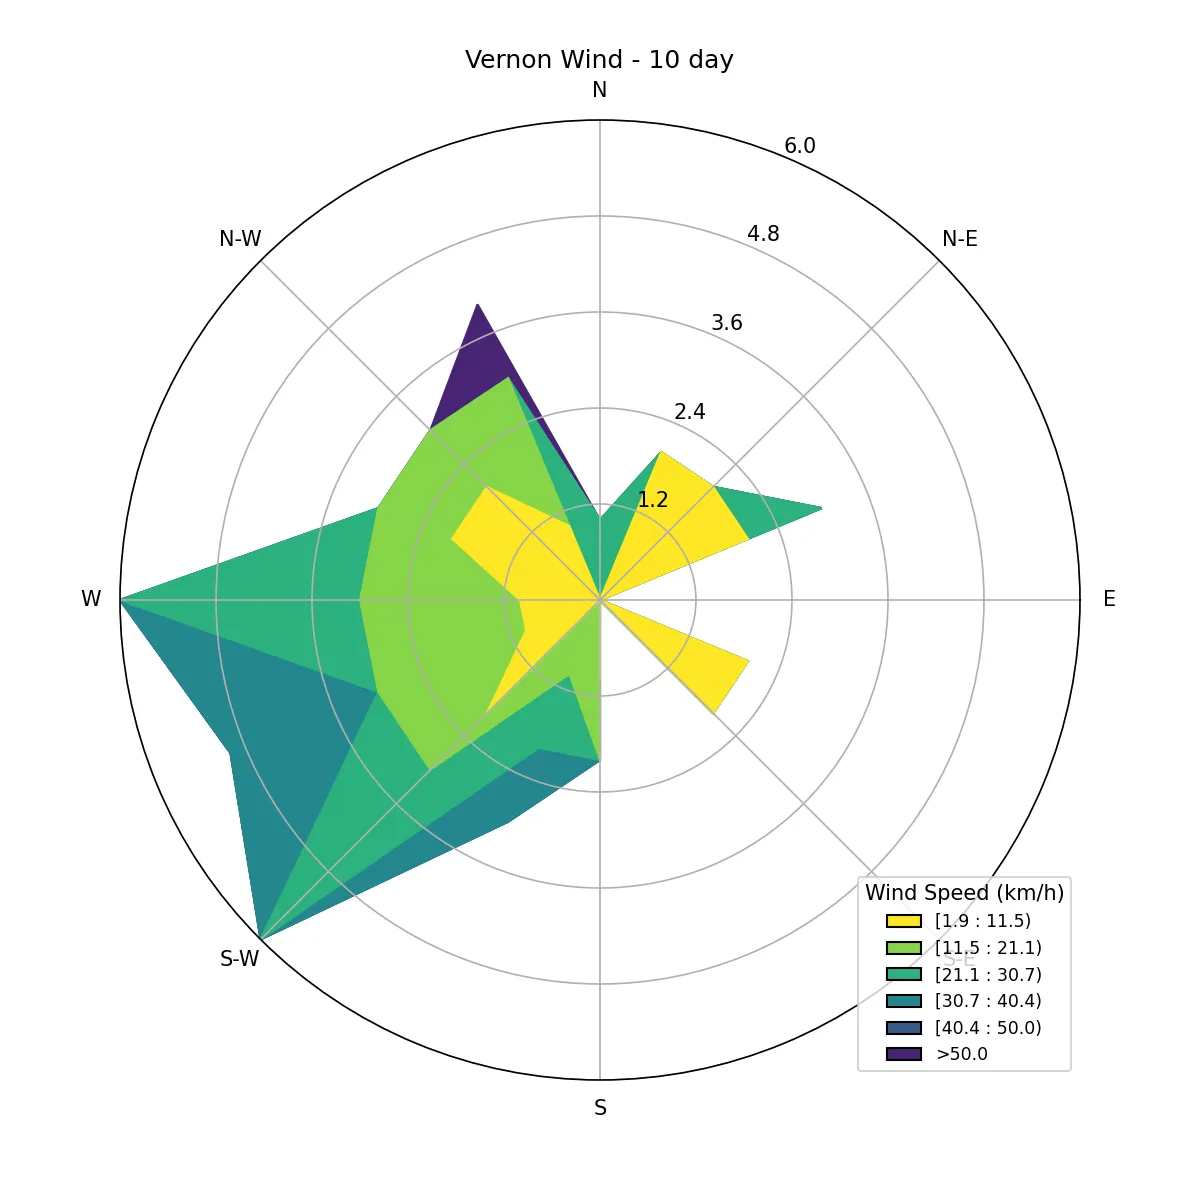 Vernon Wind - 10 day
N
6.0
N-W
4.8
N-E
3.6
2.4
1.2
W
E
S-W
S-E
S
Wind Speed (km/h)
[1.9 : 11.5)
[11.5 : 21.1)
[21.1 : 30.7)
[30.7 : 40.4)
[40.4 : 50.0)
>50.0